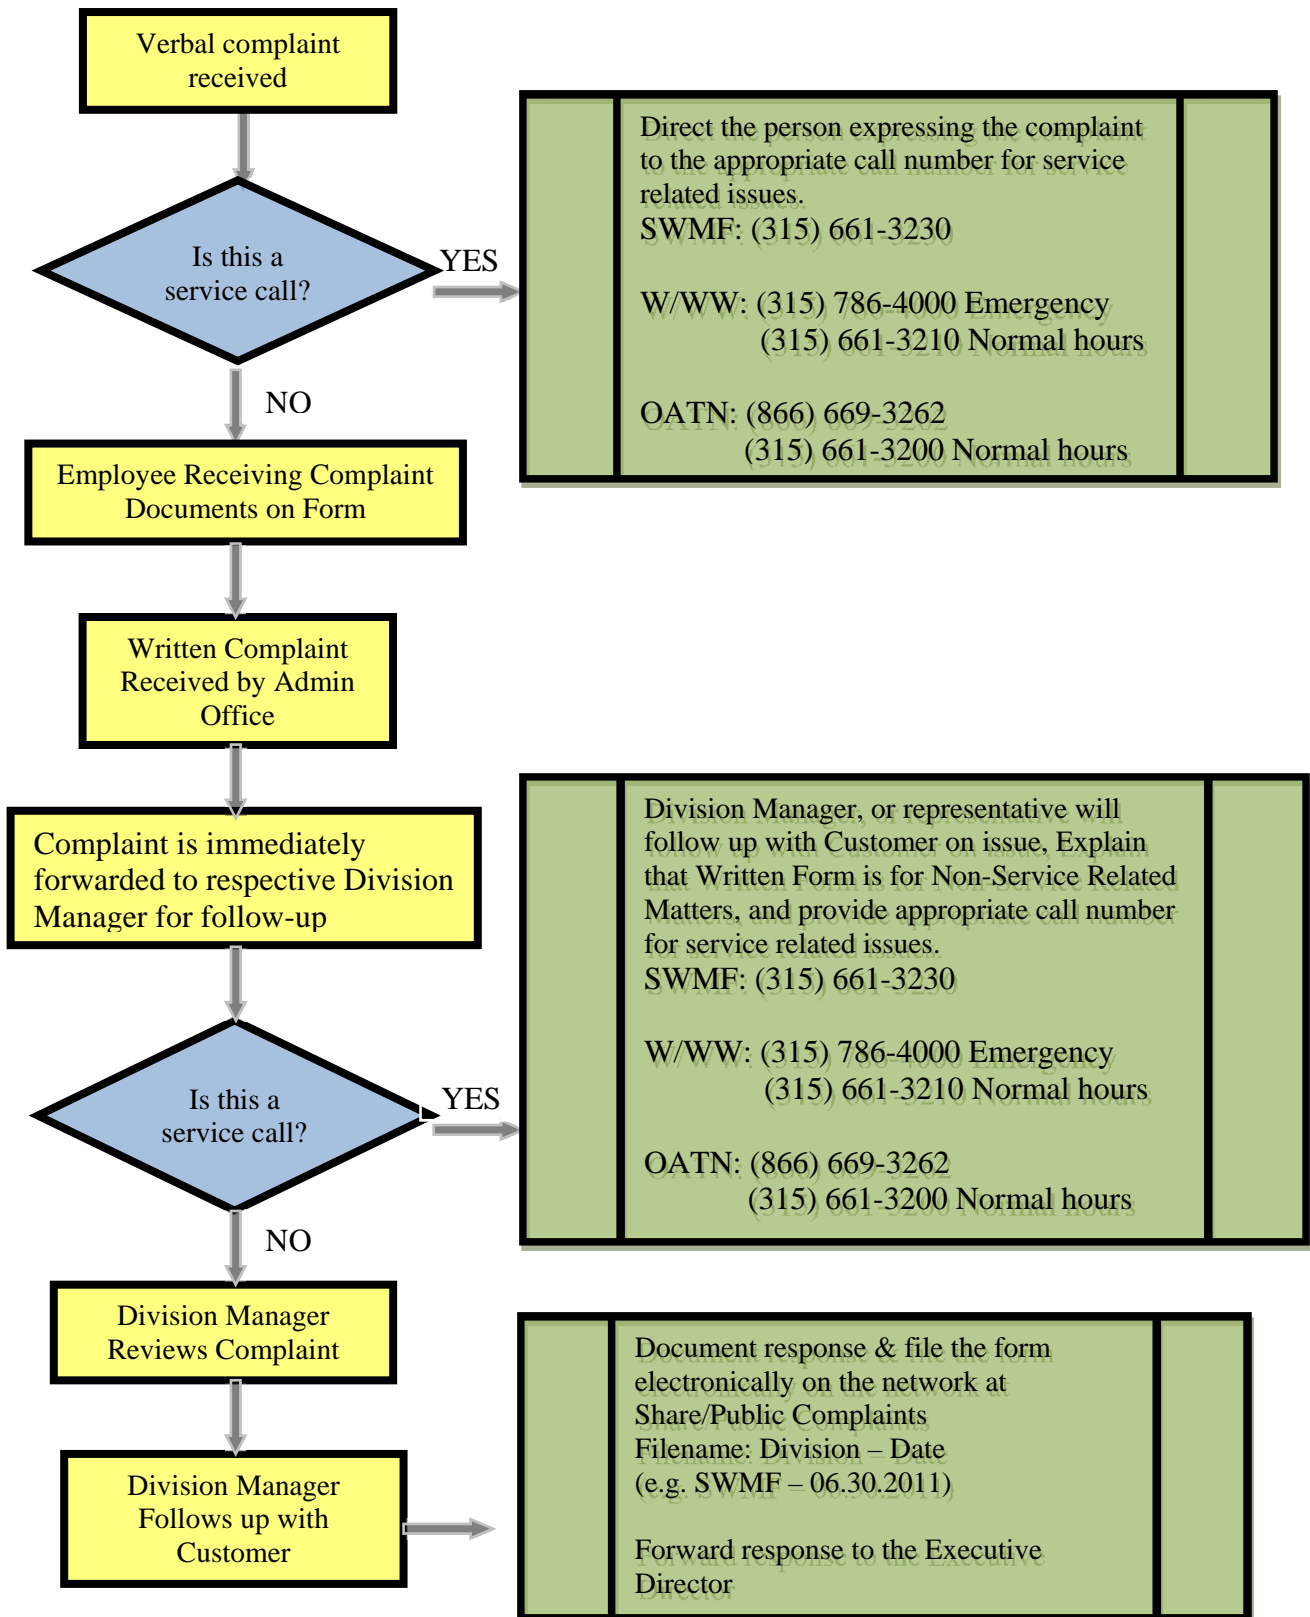 Verbal complaint
received
Direct the person expressing the complaint
to the appropriate call number for service
related issues.
SWMF: (315) 661-3230
W/WW: (315) 786-4000 Emergency
(315) 661-3210 Normal hours
OATN: (866) 669-3262
(315) 661-3200 Normal hours
Is this a
service call?
YES
NO
Employee Receiving Complaint
Documents on Form
Written Complaint
Received by Admin
Office
Complaint is immediately
forwarded to respective Division
Manager for follow-up
Division Manager, or representative will
follow up with Customer on issue, Explain
that Written Form is for Non-Service Related
Matters, and provide appropriate call number
for service related issues.
SWMF: (315) 661-3230
W/WW: (315) 786-4000 Emergency
(315) 661-3210 Normal hours
OATN: (866) 669-3262
(315) 661-3200 Normal hours
Is this a
service call?
YES
NO
Division Manager
Reviews Complaint
Division Manager
Follows up with
Customer
Document response & file the form
electronically on the network at
Share/Public Complaints
Filename: Division – Date
(e.g. SWMF – 06.30.2011)
Forward response to the Executive
Director